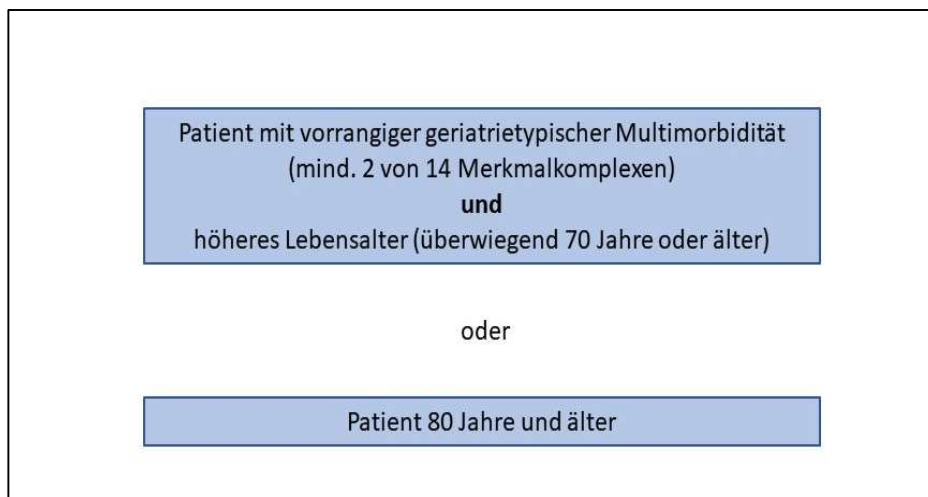 Patient mit vorrangiger geriatrietypischer Multimorbidität
(mind. 2 von 14 Merkmalkomplexen)
und
höheres Lebensalter (überwiegend 70 Jahre oder älter)
oder
Patient 80 Jahre und älter